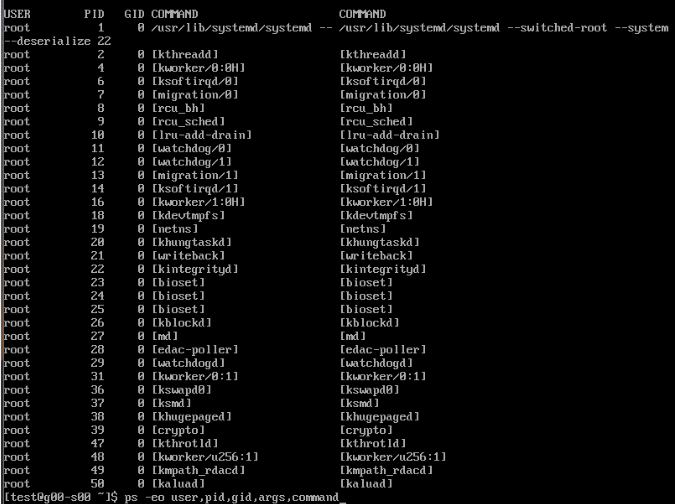 USER       PID   GID COMMAND                     COMMAND
root         1     0 /usr/lib/systemd/systemd -- /usr/lib/systemd/systemd --switched-root --system
--deserialize 22
root         2     0 [kthreadd]                  [kthreadd]
root         4     0 [kworker/0:0H]              [kworker/0:0H]
root         6     0 [ksoftirqd/0]               [ksoftirqd/0]
root         7     0 [migration/0]               [migration/0]
root         8     0 [rcu_bh]                    [rcu_bh]
root         9     0 [rcu_sched]                 [rcu_sched]
root        10     0 [lru-add-drain]             [lru-add-drain]
root        11     0 [watchdog/0]                [watchdog/0]
root        12     0 [watchdog/1]                [watchdog/1]
root        13     0 [migration/1]               [migration/1]
root        14     0 [ksoftirqd/1]               [ksoftirqd/1]
root        16     0 [kworker/1:0H]              [kworker/1:0H]
root        18     0 [kdevtmpfs]                 [kdevtmpfs]
root        19     0 [netns]                     [netns]
root        20     0 [khungtaskd]                [khungtaskd]
root        21     0 [writeback]                 [writeback]
root        22     0 [kintegrityd]               [kintegrityd]
root        23     0 [bioset]                    [bioset]
root        24     0 [bioset]                    [bioset]
root        25     0 [bioset]                    [bioset]
root        26     0 [kblockd]                   [kblockd]
root        27     0 [md]                        [md]
root        28     0 [edac-poller]               [edac-poller]
root        29     0 [watchdogd]                 [watchdogd]
root        31     0 [kworker/0:1]               [kworker/0:1]
root        36     0 [kswapd0]                   [kswapd0]
root        37     0 [ksmd]                      [ksmd]
root        38     0 [khugepaged]                [khugepaged]
root        39     0 [crypto]                    [crypto]
root        47     0 [kthrotld]                  [kthrotld]
root        48     0 [kworker/u256:1]            [kworker/u256:1]
root        49     0 [kmpath_rdacd]              [kmpath_rdacd]
root        50     0 [kaluad]                    [kaluad]
[test@g00-s00 ~]$ ps -eo user,pid,gid,args,command_